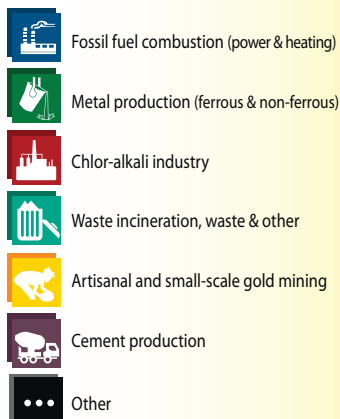 Fossil fuel combustion (power & heating)
Metal production (ferrous & non-ferrous)
Chlor-alkali industry
Waste incineration, waste & other
Artisanal and small-scale gold mining
Cement production
Other